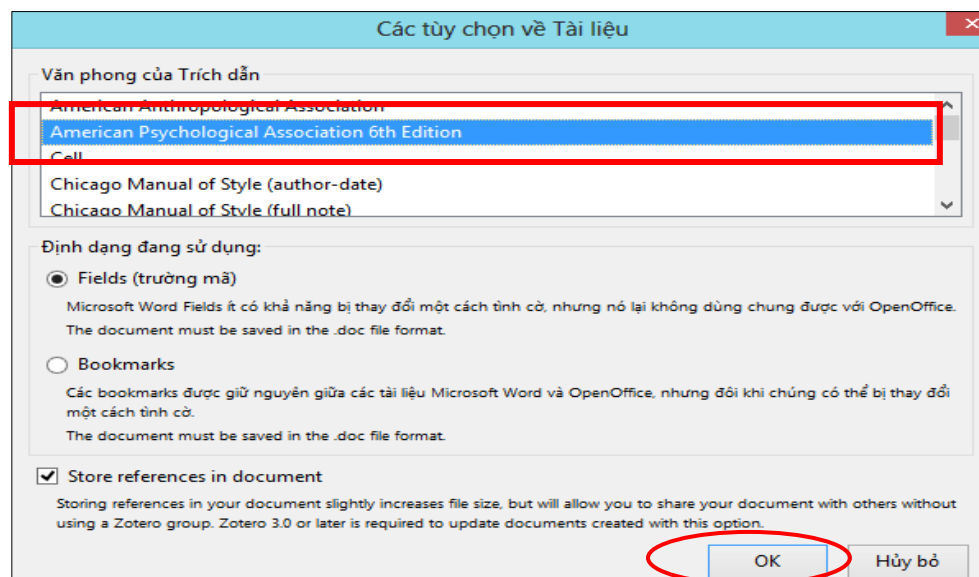 Các tùy chọn về Tài liệu
Văn phong của Trích dẫn
American Anthropological Association
American Psychological Association 6th Edition
Cell
Chicago Manual of Style (author-date)
Chicago Manual of Style (full note)
Định dạng đang sử dụng:
Fields (trường mã)
Microsoft Word Fields ít có khả năng bị thay đổi một cách tình cờ, nhưng nó lại không dùng chung được với OpenOffice.
The document must be saved in the .doc file format.
Bookmarks
Các bookmarks được giữ nguyên giữa các tài liệu Microsoft Word và OpenOffice, nhưng đôi khi chúng có thể bị thay đổi
một cách tình cờ.
The document must be saved in the .doc file format.
Store references in document
Storing references in your document slightly increases file size, but will allow you to share your document with others without
using a Zotero group. Zotero 3.0 or later is required to update documents created with this option.
OK
Hủy bỏ